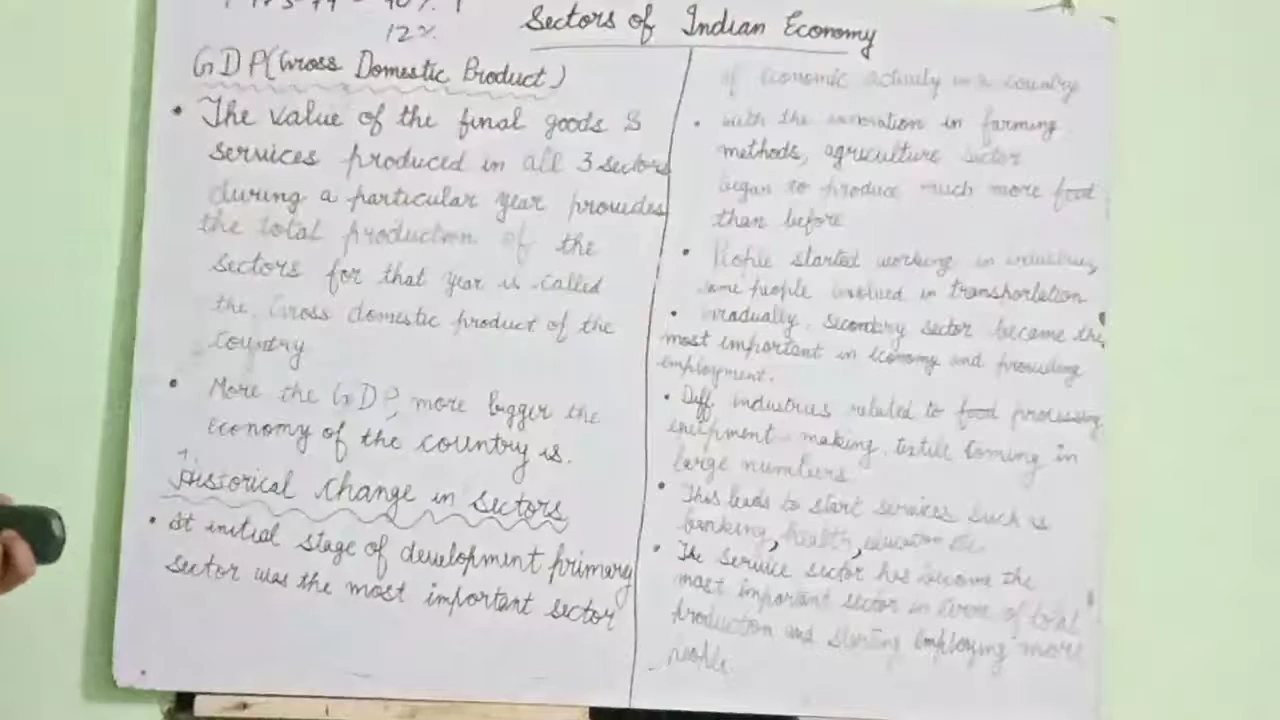 12%
Sectors of Indian Economy
GDP(Gross Domestic Product)
• The value of the final goods &
services produced in all 3 sectors
during a particular year provides
the total production of the
sectors for that year is called
the Gross domestic product of the
country
• More the GDP, more bigger the
economy of the country is.
Historical Change in sectors
• At initial stage of development primary
sector was the most important sector
of economic activity in a country
• with the innovation in farming
methods, agriculture sector
began to produce much more food
than before
• People started working in industries,
some people involved in transhortation
• Gradually, secondary sector became the
most important in economy and providing
employment.
• Diff industries related to food processing
making, coming in
large numbers
• This leads to start services such is
banking, health, education etc
• The service sector has become the
most important sector in term of total
production and starting employing more
people